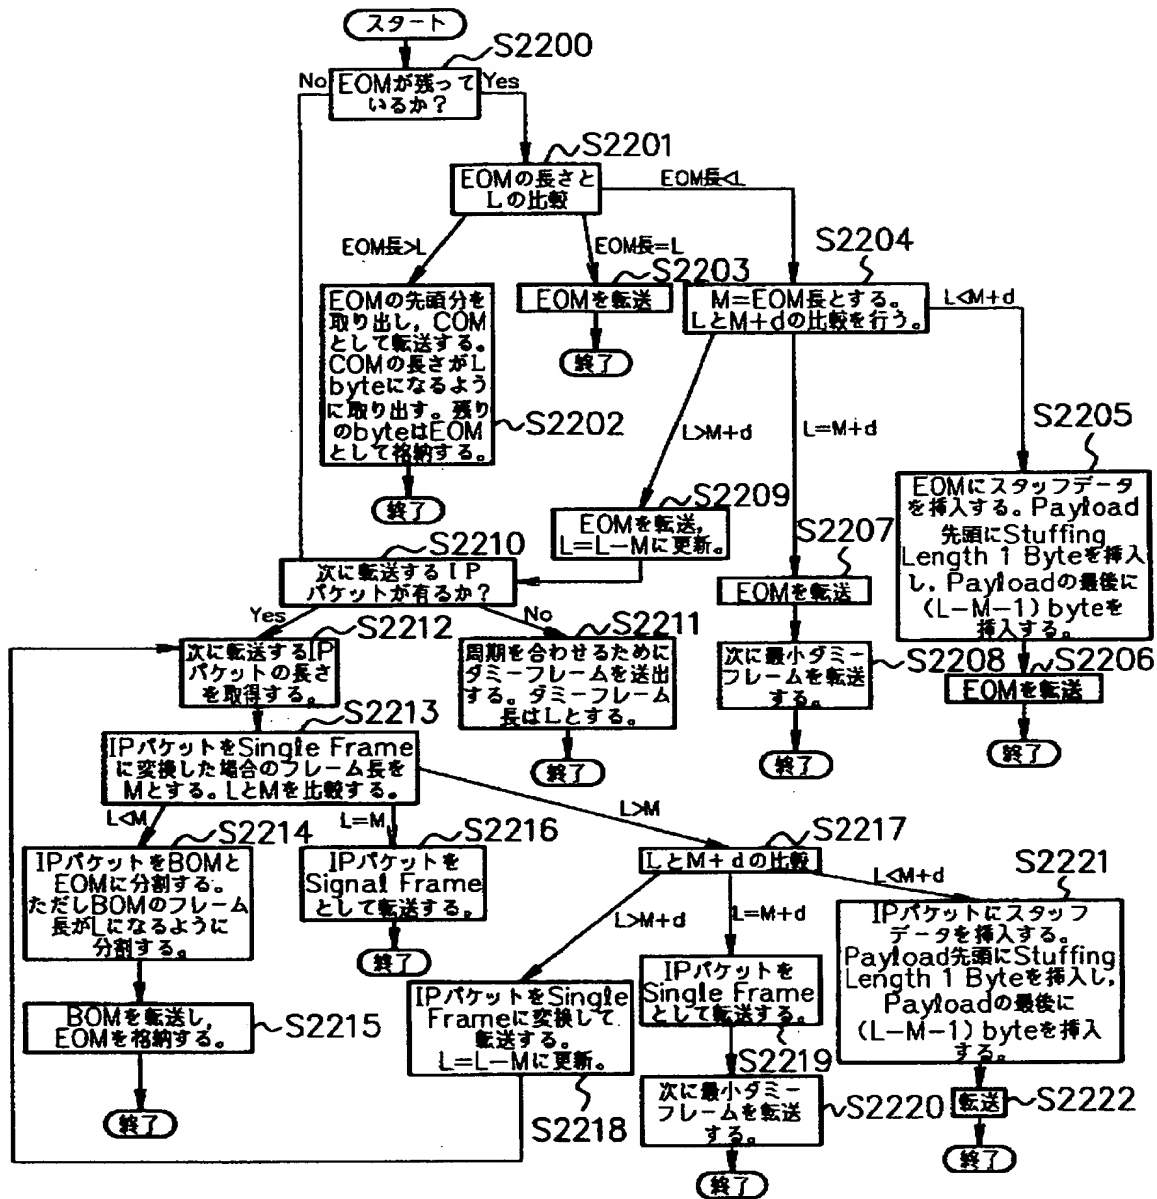 スタート
S2200
No
EOMが残って
いるか？
Yes
S2201
EOMの長さと
Lの比較
EOM長<L
EOM長>L
EOM長=L
S2203
S2204
EOMの先頭分を
取り出し，COM
として転送する。
COMの長さがL
byteになるよう
に取り出す。残り
のbyteはEOM
として格納する。
S2202
終了
EOMを転送
終了
M=EOM長とする。
LとM+dの比較を行う。
L<M+d
L>M+d
L=M+d
S2205
EOMにスタッフデータ
を挿入する。Payload
先頭にStuffing
Length 1 Byteを挿入
し，Payloadの最後に
(L-M-1) byteを
挿入する。
S2206
EOMを転送
終了
S2209
EOMを転送，
L=L-Mに更新。
S2207
EOMを転送
S2208
次に最小ダミー
フレームを転送
する。
終了
S2210
次に転送するIP
パケットが有るか？
Yes
No
S2212
次に転送するIP
パケットの長さ
を取得する。
S2211
周期を合わせるために
ダミーフレームを送出
する。ダミーフレーム
長はLとする。
終了
S2213
IPパケットをSingle Frame
に変換した場合のフレーム長を
Mとする。LとMを比較する。
L<M
L=M
L>M
S2214
IPパケットをBOMと
EOMに分割する。
ただしBOMのフレーム
長がLになるように
分割する。
S2215
BOMを転送し，
EOMを格納する。
終了
S2216
IPパケットを
Signal Frame
として転送する。
終了
S2217
LとM+dの比較
L>M+d
L=M+d
L<M+d
IPパケットをSingle
Frameに変換して
転送する。
L=L-Mに更新。
S2218
IPパケットを
Single Frame
として転送する。
S2219
次に最小ダミー
フレームを転送
する。
S2220
終了
S2221
IPパケットにスタッフ
データを挿入する。
Payload先頭にStuffing
Length 1 Byteを挿入し，
Payloadの最後に
(L-M-1) byteを挿入
する。
転送
S2222
終了